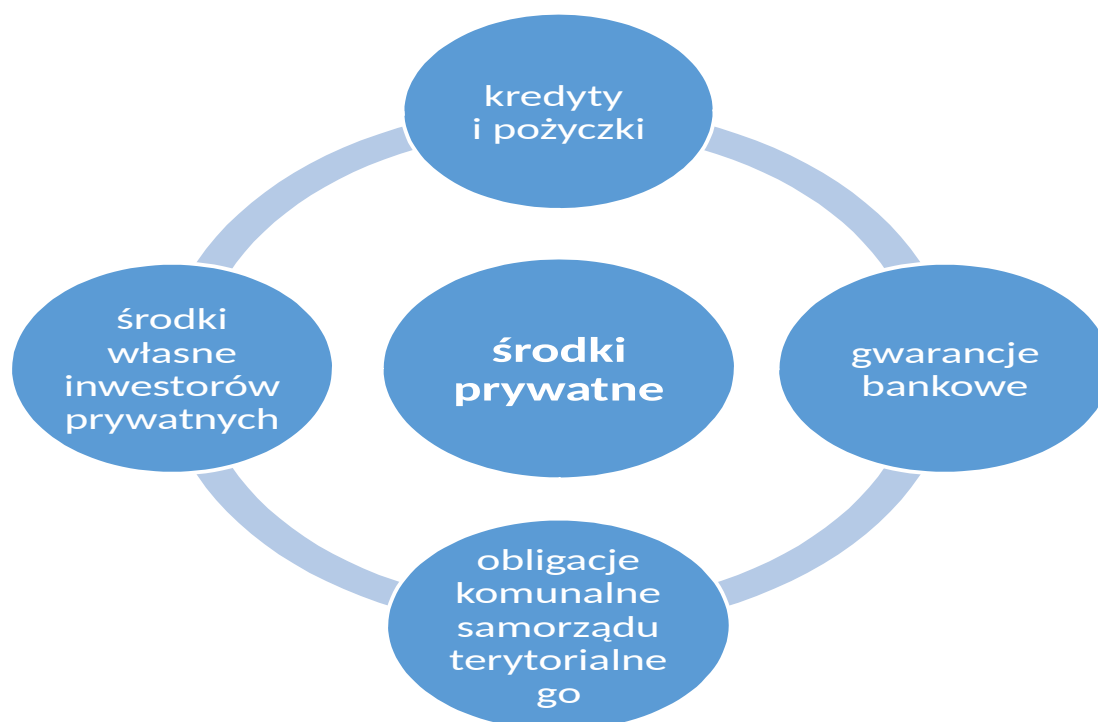 kredyty
i pożyczki
środki
własne
inwestorów
prywatnych
środki
prywatne
gwarancje
bankowe
obligacje
komunalne
samorządu
terytorialne
go